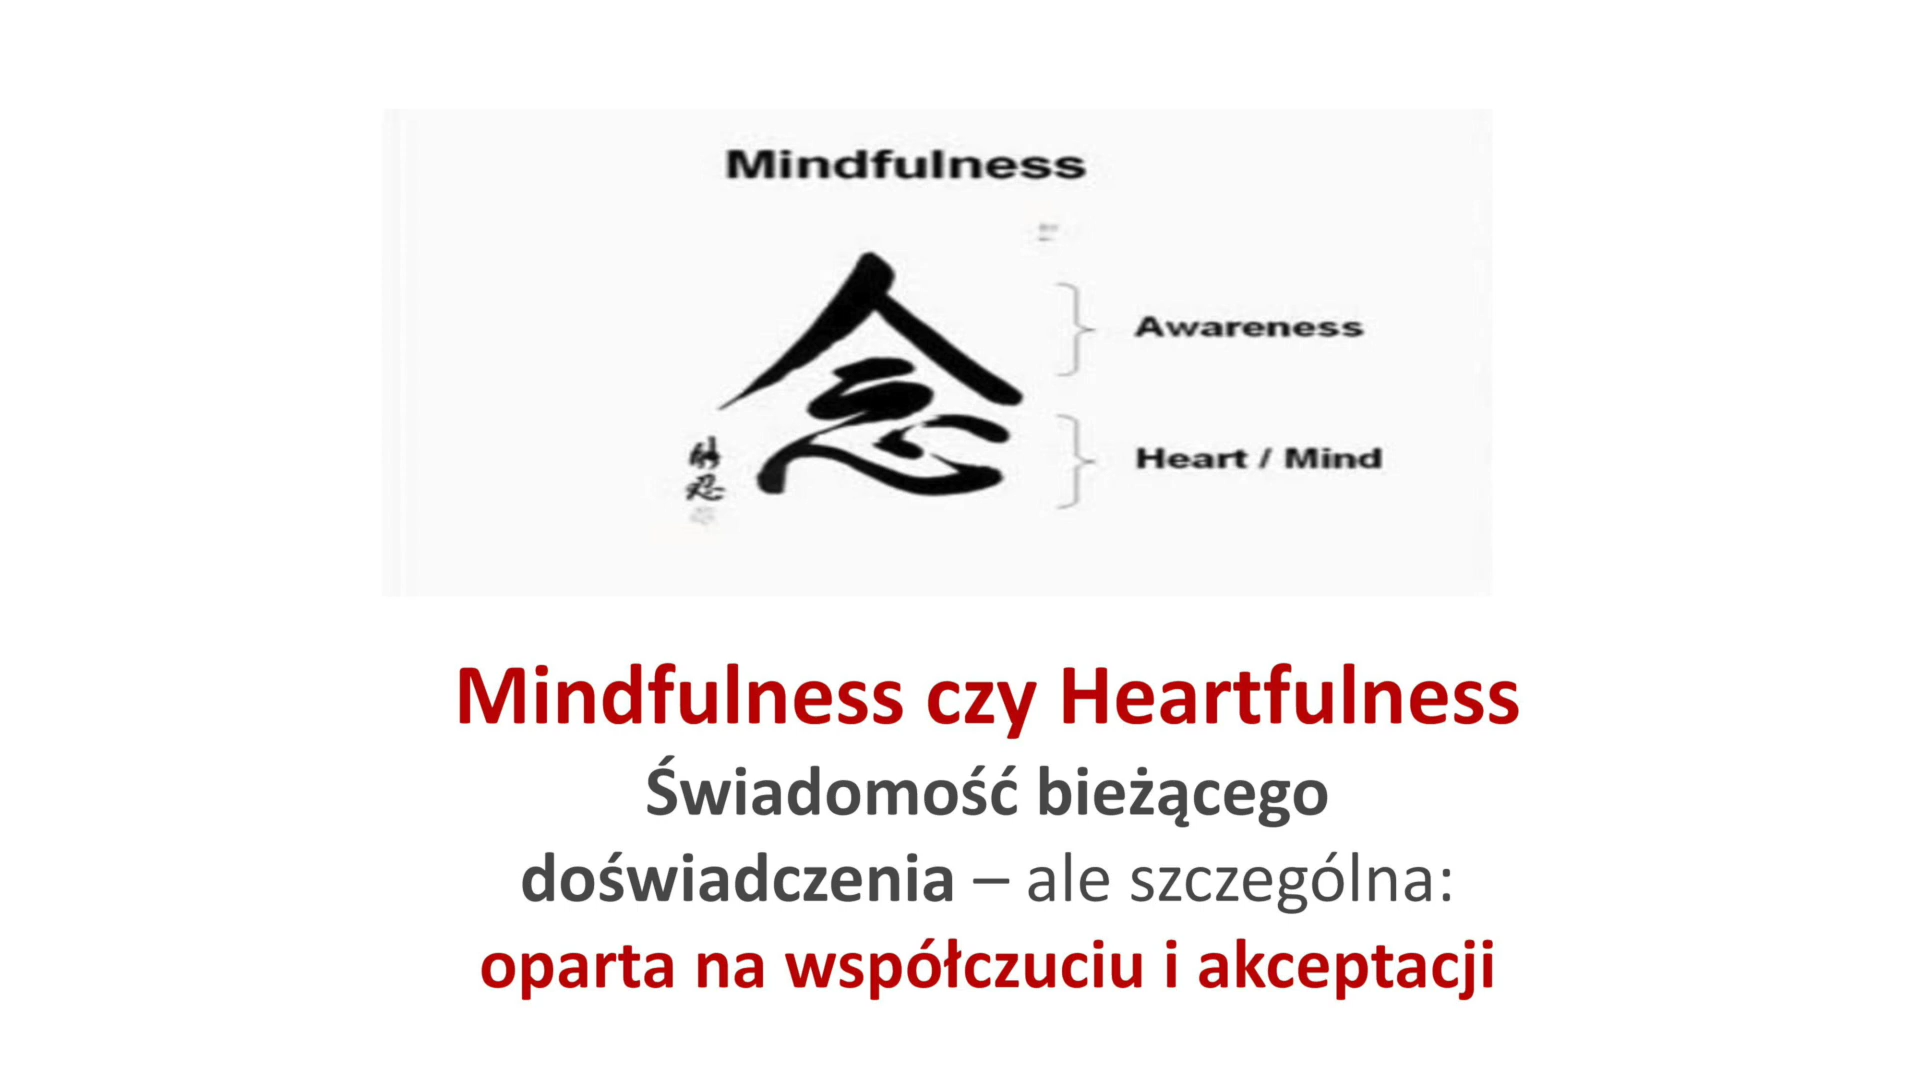 Mindfulness
念
Awareness
Heart / Mind
Mindfulness czy Heartfulness
Świadomość bieżącego
doświadczenia – ale szczególna:
oparta na współczuciu i akceptacji